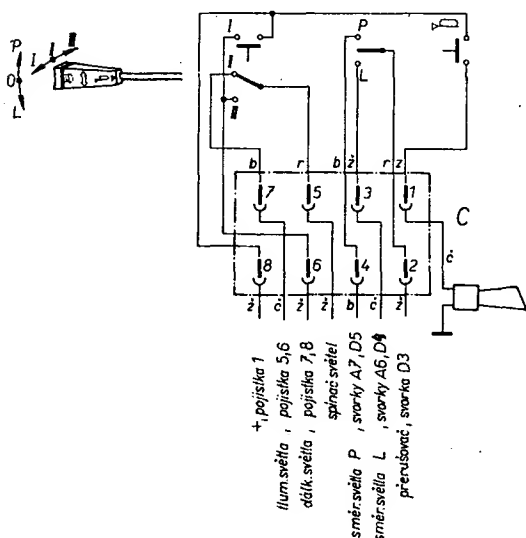 P
I
I
II
O
L
I
P
I
L
II
b
r
b
ž
r
z
7
5
3
1
C
č
8
6
4
2
ž
č
ž
ž
b
č
ž
+, pojistka 1
tlum.světla, pojistka 5,6
dálk.světla, pojistka 7,8
spínač světel
směr.světla P, svorky A7,D5
směr.světla L, svorky A6,D4
přerušovač, svorka D3